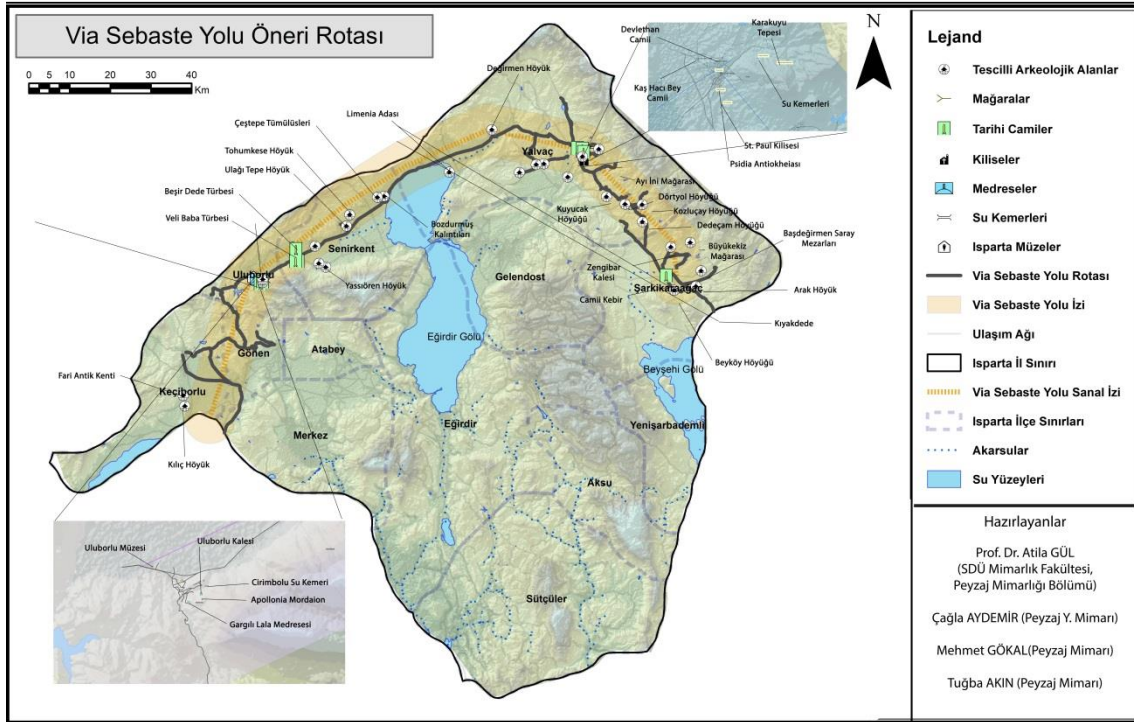 Via Sebaste Yolu Öneri Rotası
0 5 10 20 30 40
Km
N
Devlethan
Camii
Karakuyu
Tepesi
Kaş Hacı Bey
Camii
Su Kemerleri
St. Paul Kilisesi
Psidia Antiokheiası
Değirmen Höyük
Limenia Adası
Çeştepe Tümülüsleri
Tohumkese Höyük
Ulağı Tepe Höyük
Beşir Dede Türbesi
Veli Baba Türbesi
Yalvaç
Ayı İni Mağarası
Dörtyol Höyüğü
Kozluçay Höyüğü
Kuyucak
Höyüğü
Dedeçam Höyüğü
Büyükekiz
Mağarası
Başdeğirmen Saray
Mezarları
Bozdurmuş
Kalıntıları
Senirkent
Gelendost
Zengibar
Kalesi
Uluborlu
Yassıören Höyük
Camii Kebir
Şarkikaraağaç
Arak Höyük
Kıyakdede
Eğirdir Gölü
Gönen
Atabey
Beyköy Höyüğü
Beyşehi Gölü
Fari Antik Kenti
Keçiborlu
Eğirdir
Merkez
Yenişarbademli
Kılıç Höyük
Aksu
Sütçüler
Uluborlu Müzesi
Uluborlu Kalesi
Cirimbolu Su Kemeri
Apollonia Mordaion
Gargılı Lala Medresesi
Lejand
Tescilli Arkeolojik Alanlar
Mağaralar
Tarihi Camiler
Kiliseler
Medreseler
Su Kemerleri
Isparta Müzeler
Via Sebaste Yolu Rotası
Via Sebaste Yolu İzi
Ulaşım Ağı
Isparta İl Sınırı
Via Sebaste Yolu Sanal İzi
Isparta İlçe Sınırları
Akarsular
Su Yüzeyleri
Hazırlayanlar
Prof. Dr. Atila GÜL
(SDÜ Mimarlık Fakültesi,
Peyzaj Mimarlığı Bölümü)
Çağla AYDEMİR (Peyzaj Y. Mimarı)
Mehmet GÖKAL(Peyzaj Mimarı)
Tuğba AKIN (Peyzaj Mimarı)